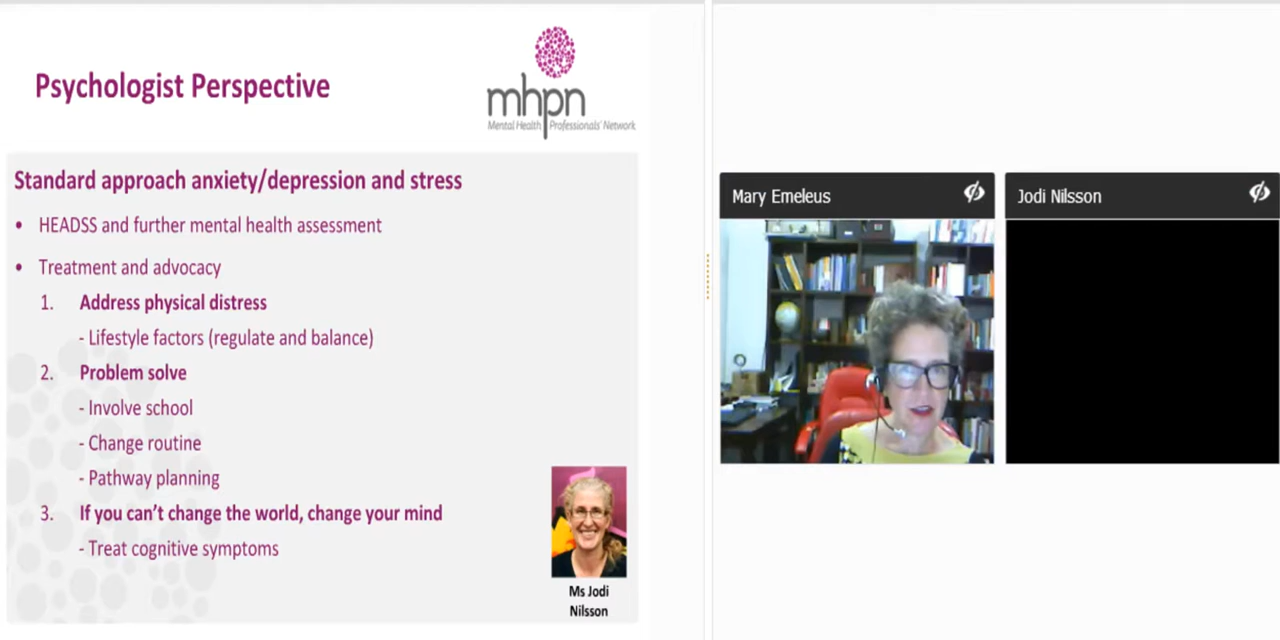 Psychologist Perspective
mhpn
Mental Health Professionals' Network
Standard approach anxiety/depression and stress
• HEADSS and further mental health assessment
• Treatment and advocacy
1. Address physical distress
- Lifestyle factors (regulate and balance)
2. Problem solve
- Involve school
- Change routine
- Pathway planning
3. If you can't change the world, change your mind
- Treat cognitive symptoms
Ms Jodi
Nilsson
Mary Emeleus
Jodi Nilsson